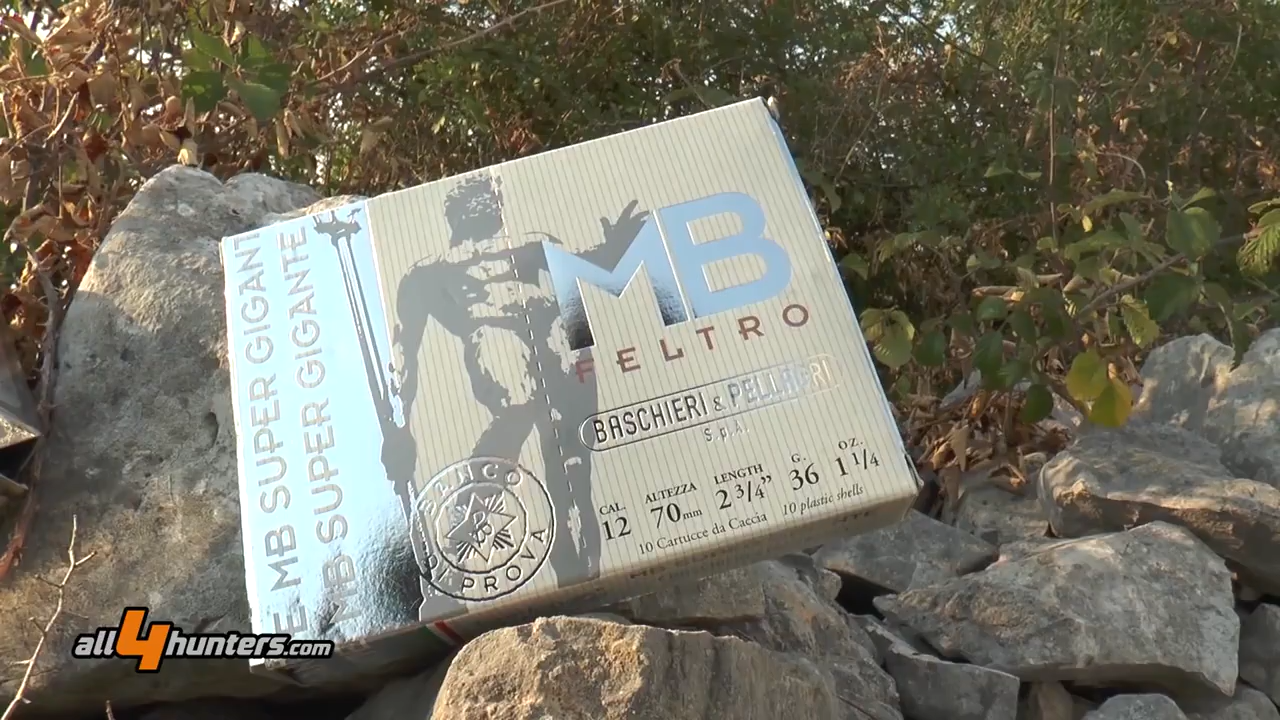 E MB SUPER GIGANT
MB SUPER GIGANTE
MB
FELTRO
BASCHIERI & PELLAGRI
S.p.A.
CAL. 12
ALTEZZA 70mm
LENGTH 2 3/4”
G. 36
OZ. 1 1/4
10 Cartucce da Caccia 10 plastic shells
BANCO DI PROVA
all4hunters.com